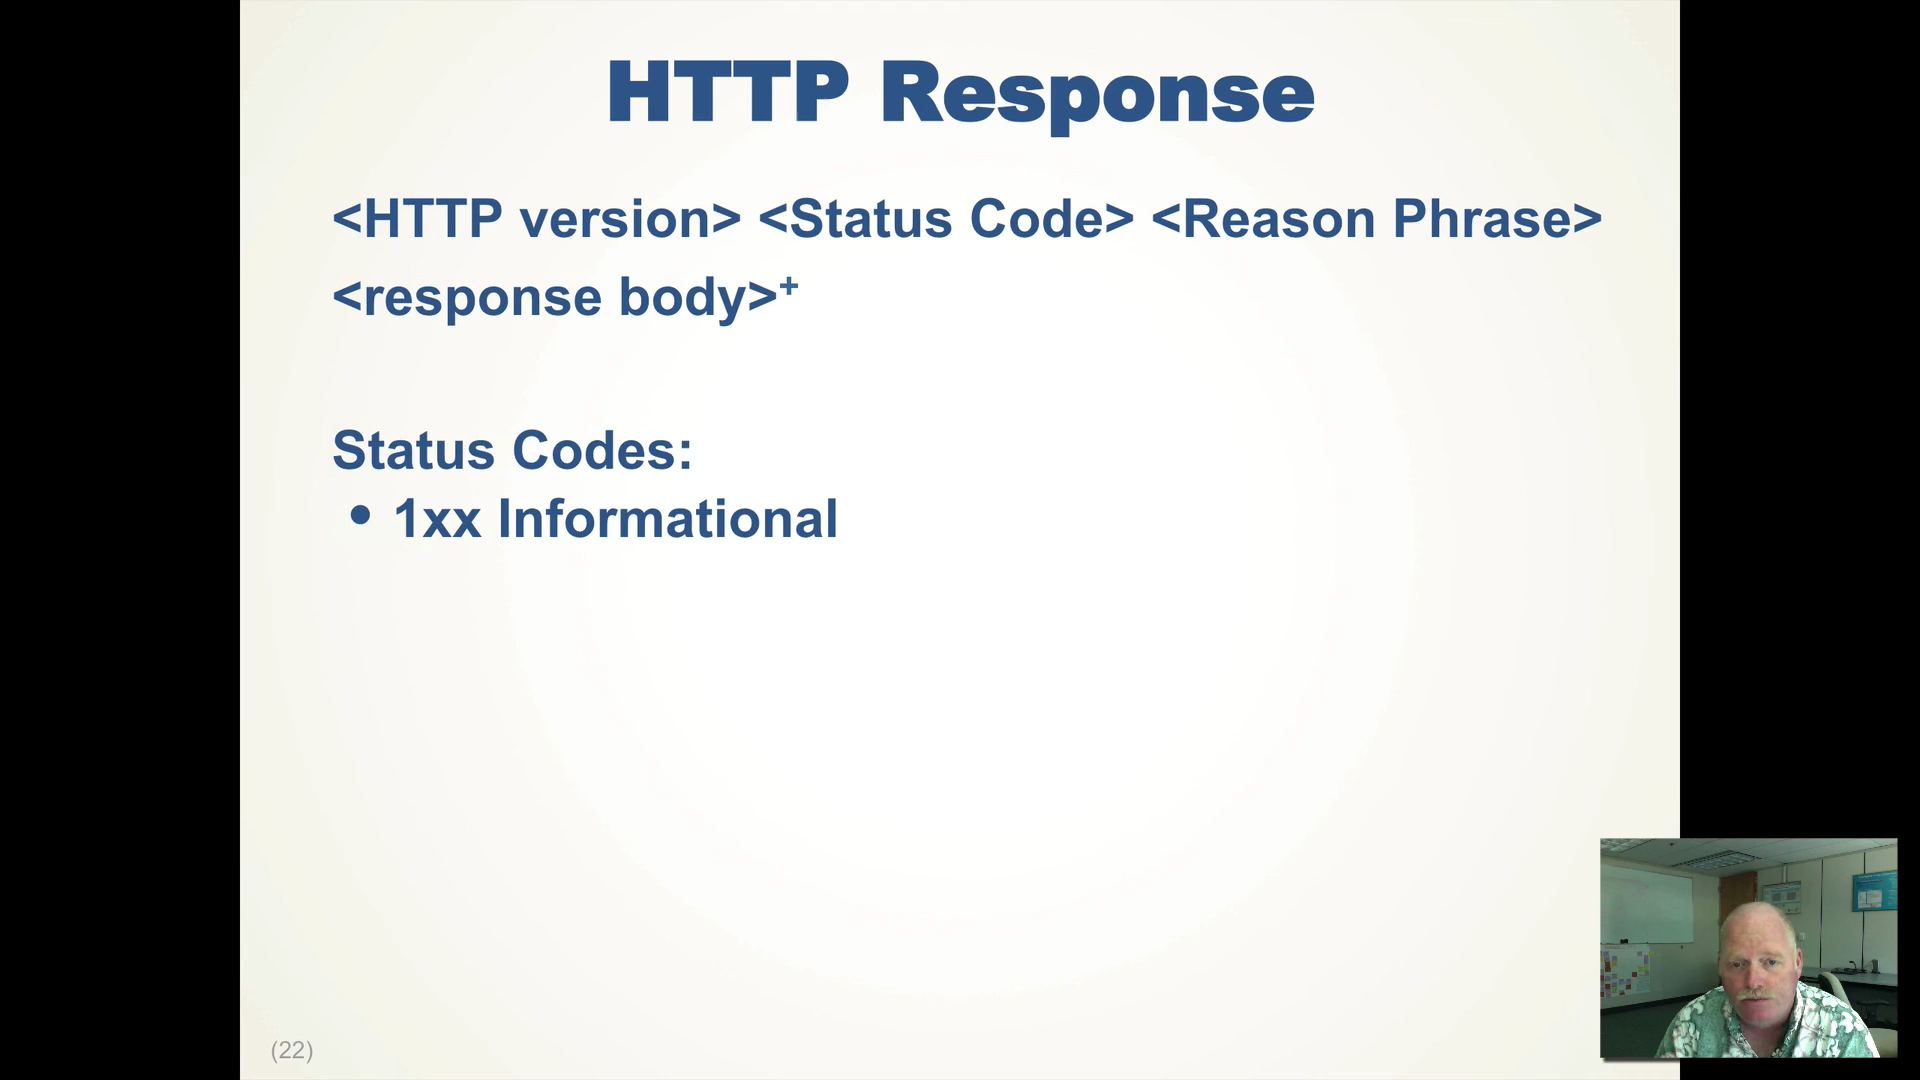 HTTP Response
<HTTP version> <Status Code> <Reason Phrase>
<response body>+
Status Codes:
• 1xx Informational
(22)